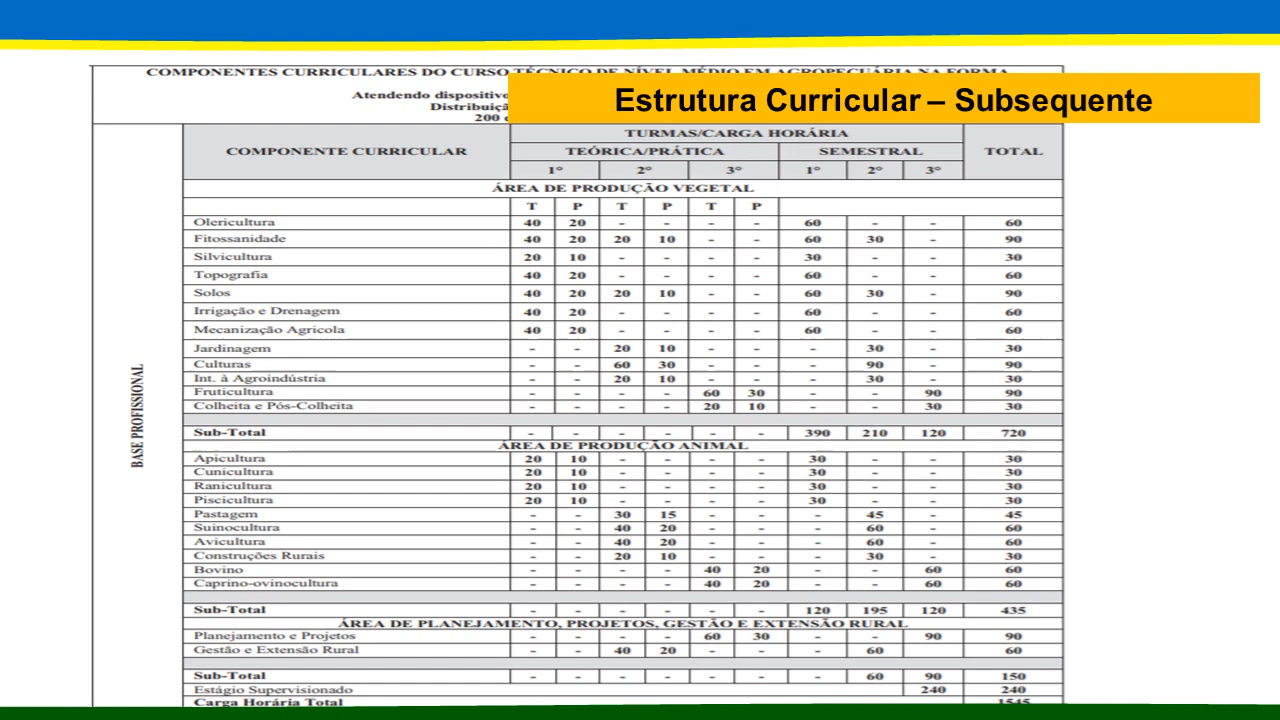 COMPONENTES CURRICULARES DO CURSO TÉCNICO DE NÍVEL MÉDIO EM AGROPECUÁRIA NA FORMA
Estrutura Curricular – Subsequente
Atendendo dispositivo
200
BASE PROFISSIONAL
COMPONENTE CURRICULAR TURMAS/CARGA HORÁRIA TOTAL
TEÓRICA/PRÁTICA SEMESTRAL
1° 2° 3° 1° 2° 3°
ÁREA DE PRODUÇÃO VEGETAL
T P T P T P
Olericultura 40 20 - - - - 60 - - 60
Fitossanidade 40 20 20 10 - - 60 30 - 90
Silvicultura 20 10 - - - - 30 - - 30
Topografia 40 20 - - - - 60 - - 60
Solos 40 20 20 10 - - 60 30 - 90
Irrigação e Drenagem 40 20 - - - - 60 - - 60
Mecanização Agricola 40 20 - - - - 60 - - 60
Jardinagem - - 20 10 - - - 30 - 30
Culturas - - 60 30 - - - 90 - 90
Int. à Agroindústria - - 20 10 - - - 30 - 30
Fruticultura - - - - 60 30 - - 90 90
Colheita e Pós-Colheita - - - - 20 10 - - 30 30
Sub-Total - - - - - - 390 210 120 720
ÁREA DE PRODUÇÃO ANIMAL
Apicultura 20 10 - - - - 30 - - 30
Cunicultura 20 10 - - - - 30 - - 30
Ranicultura 20 10 - - - - 30 - - 30
Piscicultura 20 10 - - - - 30 - - 30
Pastagem - - 30 15 - - - 45 - 45
Suinocultura - - 40 20 - - - 60 - 60
Avicultura - - 40 20 - - - 60 - 60
Construções Rurais - - 20 10 - - - 30 - 30
Bovino - - - - 40 20 - - 60 60
Caprino-ovinocultura - - - - 40 20 - - 60 60
Sub-Total - - - - - - 120 195 120 435
ÁREA DE PLANEJAMENTO, PROJETOS, GESTÃO E EXTENSÃO RURAL
Planejamento e Projetos - - - - 60 30 - - 90 90
Gestão e Extensão Rural - - 40 20 - - - 60 60
Sub-Total - - - - - - - 60 90 150
Estágio Supervisionado 240 240
Carga Horária Total 1545